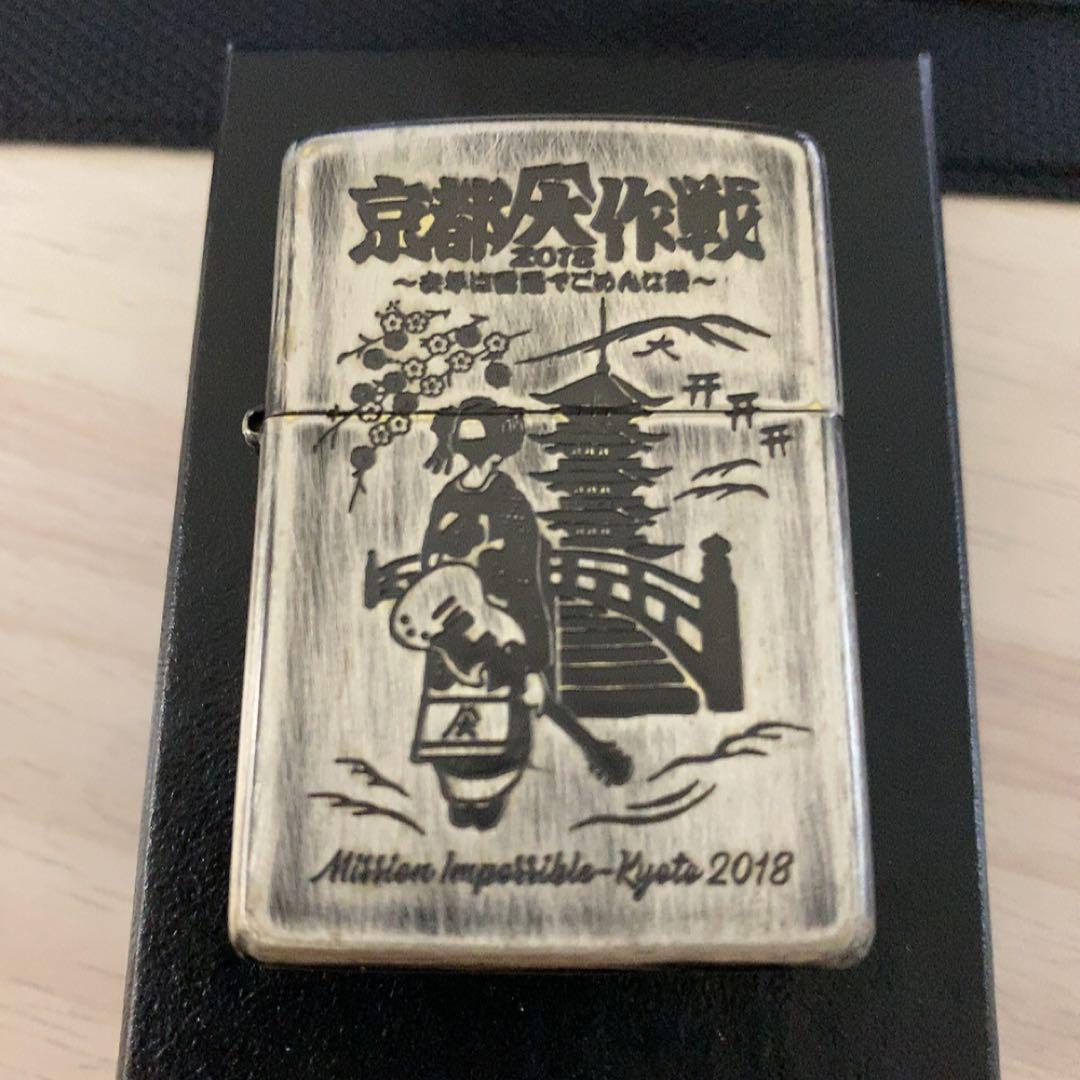 京都大作戦
2018
～去年は雷雨でごめんな祭～
大
大
Mission Impossible-Kyoto 2018